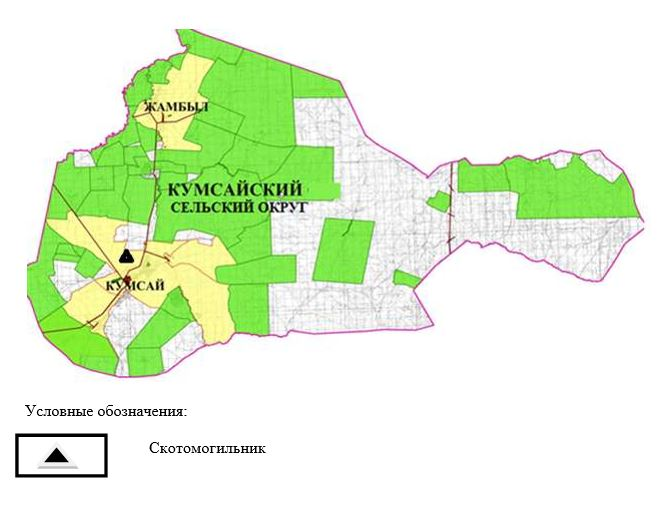 ЖАМБЫЛ
КУМСАЙСКИЙ
СЕЛЬСКИЙ ОКРУГ
КУМСАЙ
Условные обозначения:
Скотомогильник